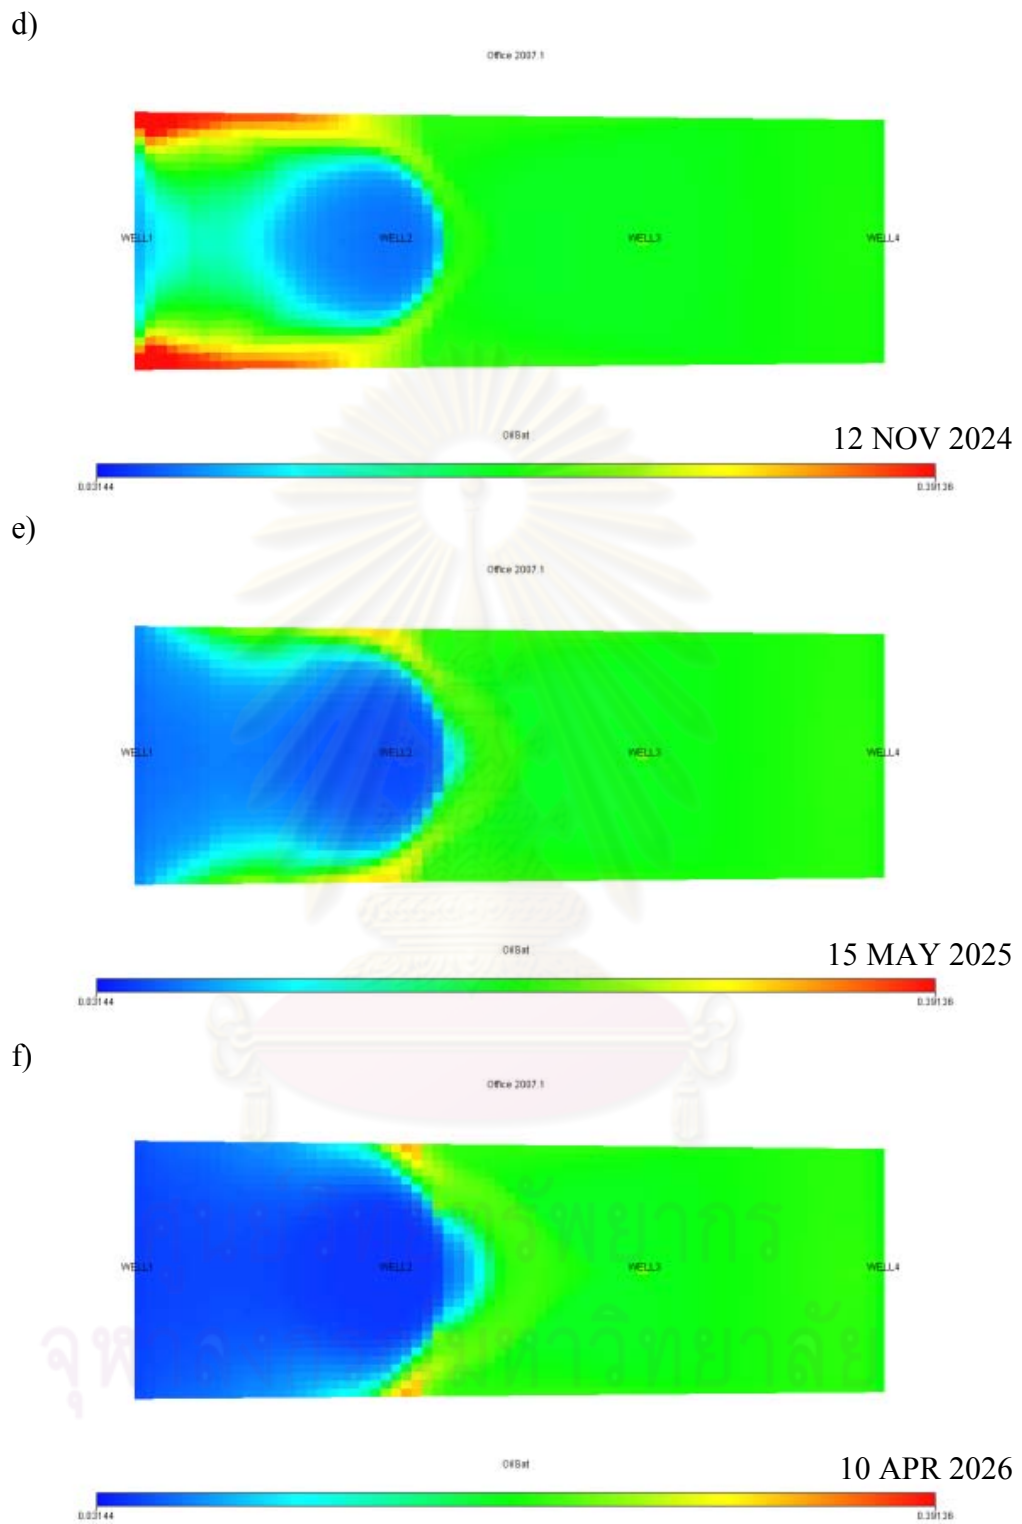 d)
Office 2007.1
WELL1 WELL2 WELL3 WELL4
OilSat
12 NOV 2024
0.03144 0.39136
e)
Office 2007.1
WELL1 WELL2 WELL3 WELL4
OilSat
15 MAY 2025
0.03144 0.39136
f)
Office 2007.1
WELL1 WELL2 WELL3 WELL4
OilSat
10 APR 2026
0.03144 0.39136